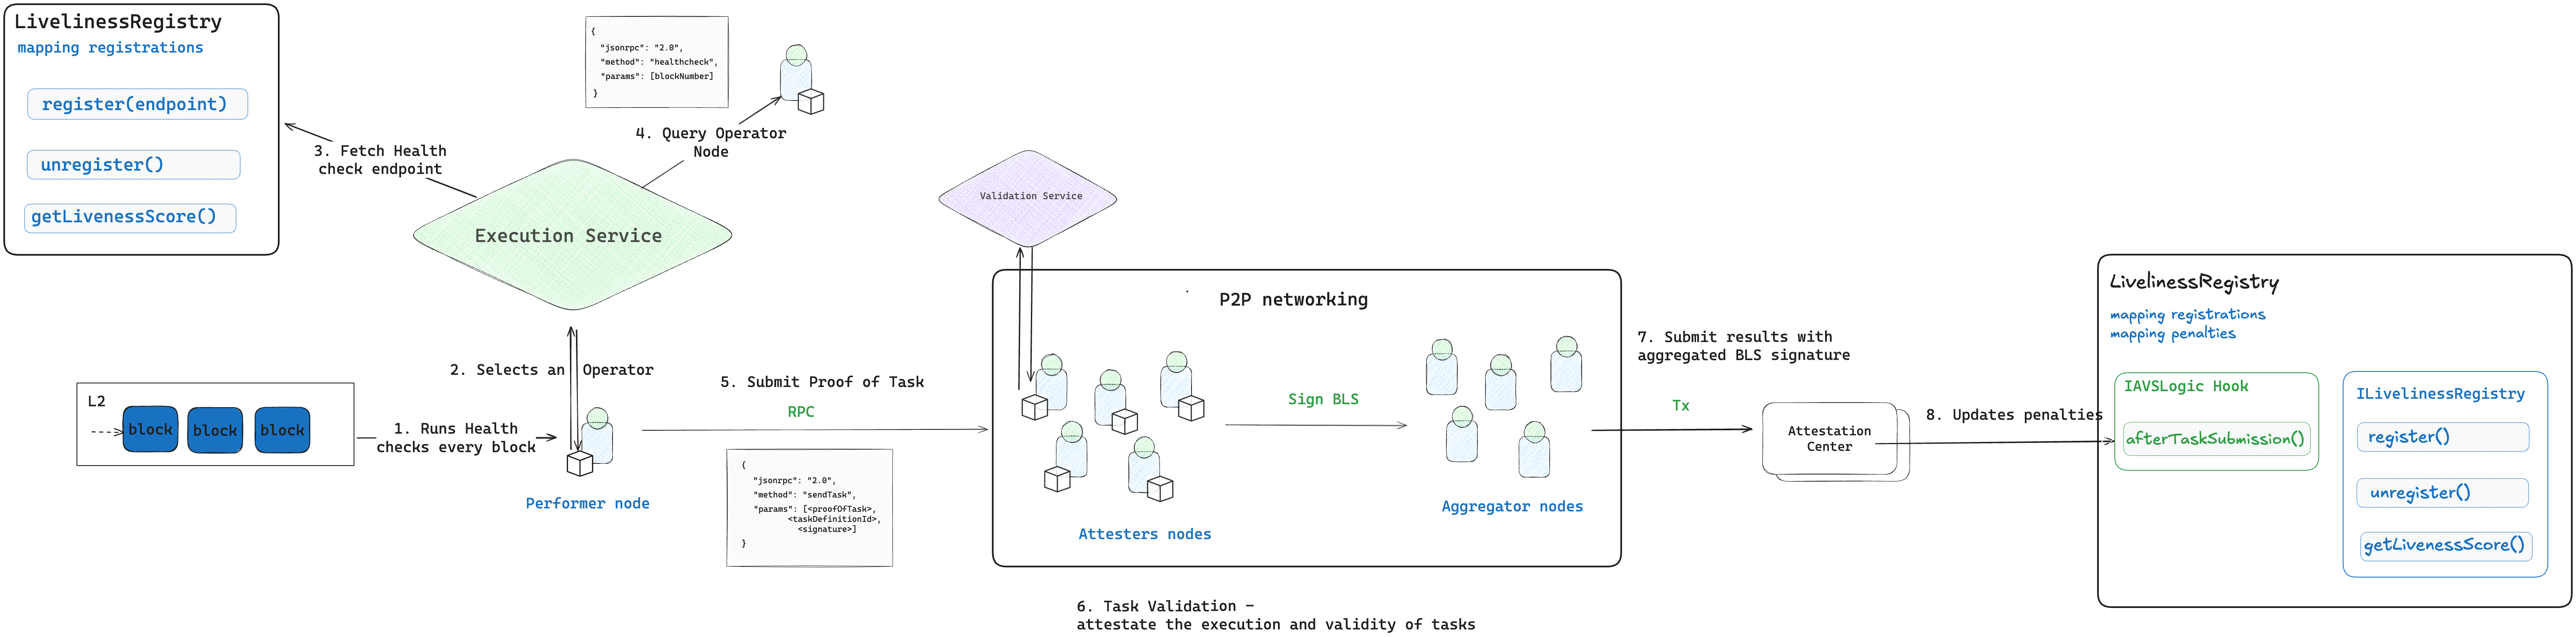 LivelinessRegistry
mapping registrations
register(endpoint)
unregister()
getLivenessScore()
3. Fetch Health
check endpoint
{
"jsonrpc": "2.0",
"method": "healthcheck",
"params": [blockNumber]
}
4. Query Operator
Node
Execution Service
2. Selects an Operator
L2
block
block
block
1. Runs Health
checks every block
Performer node
5. Submit Proof of Task
RPC
{
"jsonrpc": "2.0",
"method": "sendTask",
"params": [<proofOfTask>,
<taskDefinitionId>,
<signature>]
}
Validation Service
P2P networking
Sign BLS
Attesters nodes
Aggregator nodes
6. Task Validation -
attestate the execution and validity of tasks
7. Submit results with
aggregated BLS signature
Tx
Attestation
Center
8. Updates penalties
LivelinessRegistry
mapping registrations
mapping penalties
IAVSLogic Hook
afterTaskSubmission()
ILivelinessRegistry
register()
unregister()
getLivenessScore()